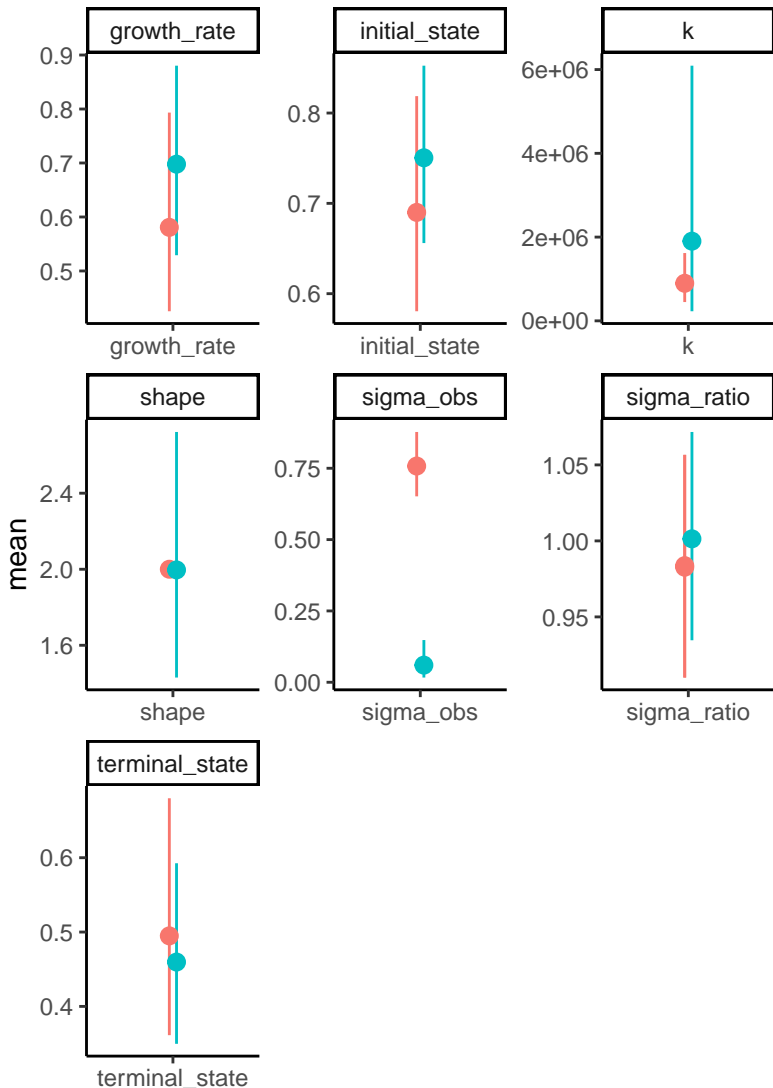 growth_rate
initial_state
k
0.9
0.8
0.7
0.6
0.5
0.8
0.7
0.6
6e+06
4e+06
2e+06
0e+00
growth_rate
initial_state
k
shape
sigma_obs
sigma_ratio
mean
2.4
2.0
1.6
0.75
0.50
0.25
0.00
1.05
1.00
0.95
shape
sigma_obs
sigma_ratio
terminal_state
0.6
0.5
0.4
terminal_state